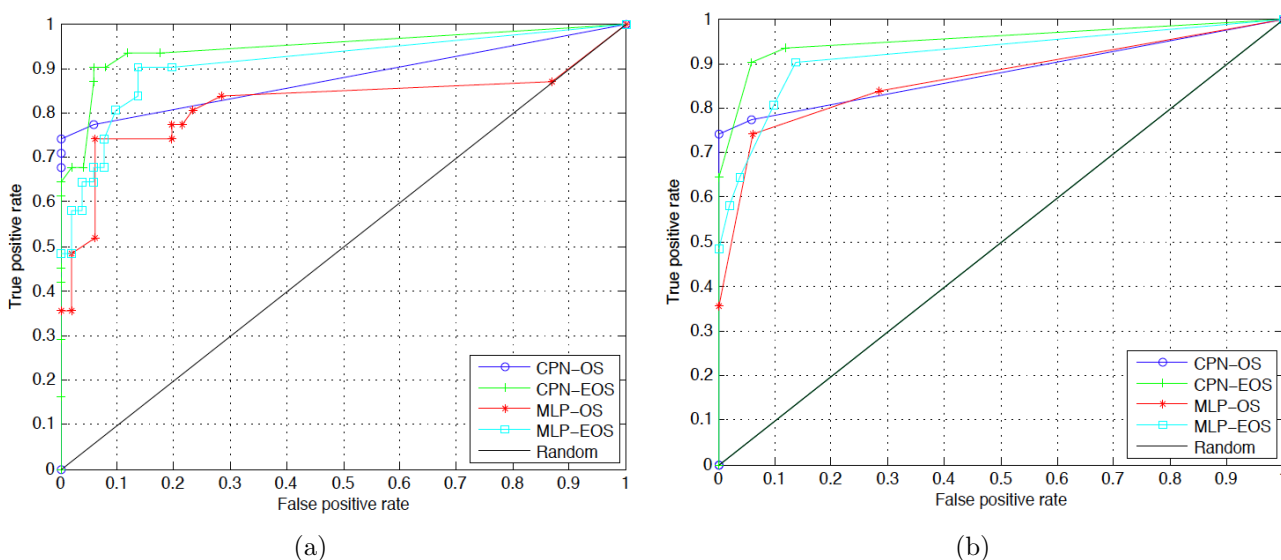 1
0.9
0.8
0.7
0.6
0.5
0.4
0.3
0.2
0.1
0
True positive rate
0 0.1 0.2 0.3 0.4 0.5 0.6 0.7 0.8 0.9 1
False positive rate
CPN-OS
CPN-EOS
MLP-OS
MLP-EOS
Random
(a)
1
0.9
0.8
0.7
0.6
0.5
0.4
0.3
0.2
0.1
0
True positive rate
0 0.1 0.2 0.3 0.4 0.5 0.6 0.7 0.8 0.9
False positive rate
CPN-OS
CPN-EOS
MLP-OS
MLP-EOS
Random
(b)